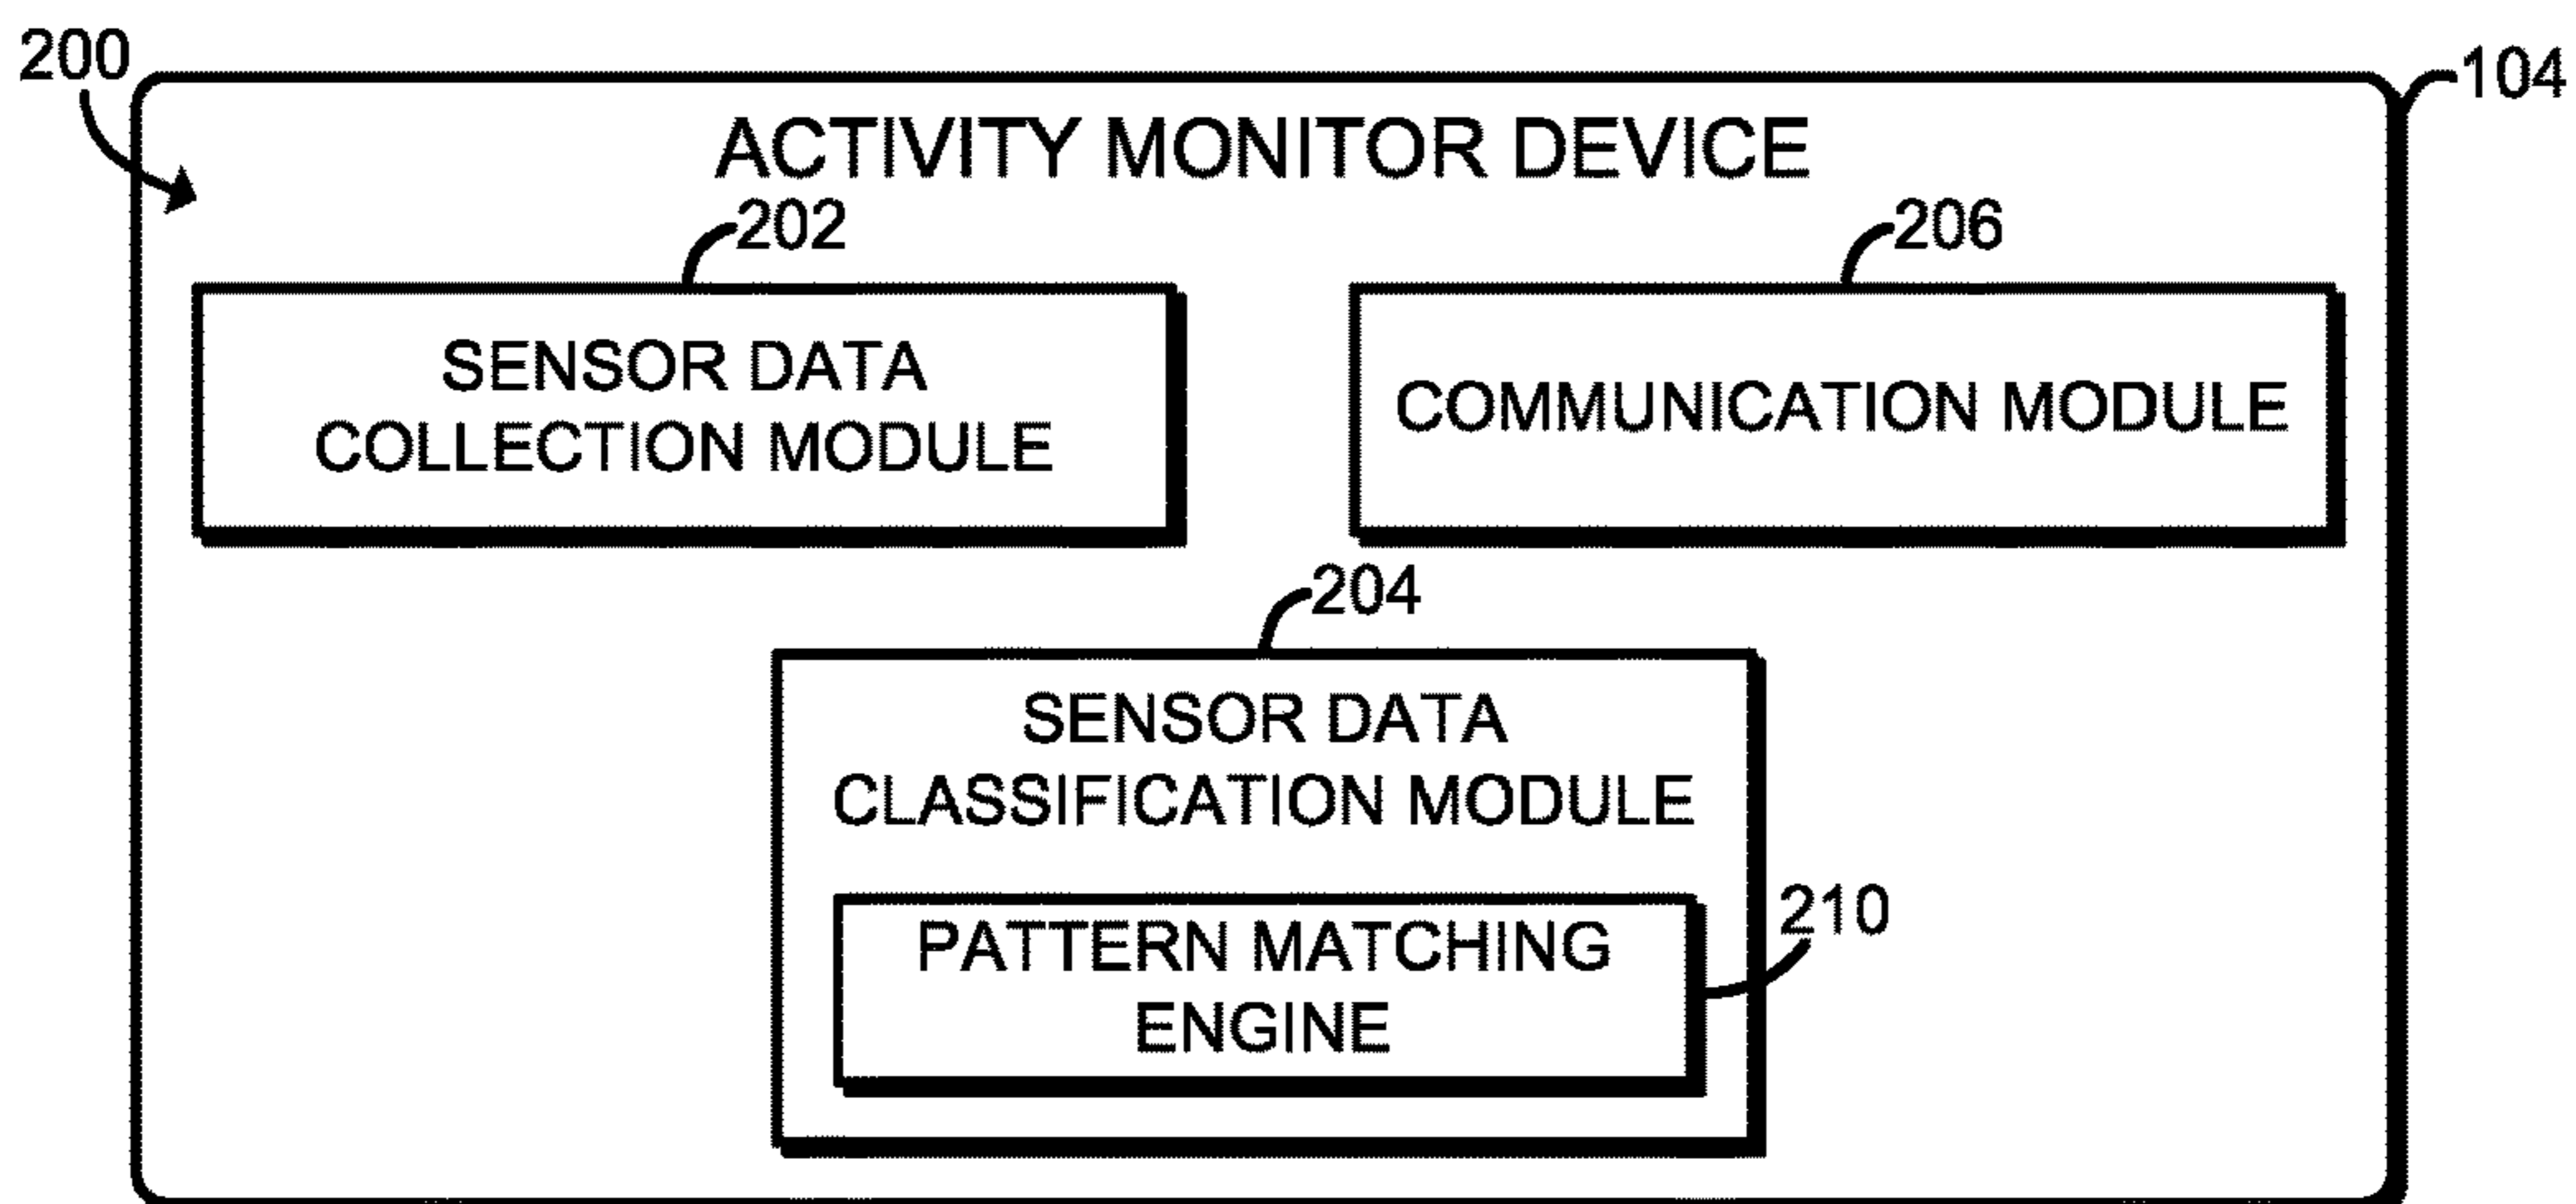 200
104
ACTIVITY MONITOR DEVICE
202
206
SENSOR DATA
COLLECTION MODULE
COMMUNICATION MODULE
204
SENSOR DATA
CLASSIFICATION MODULE
210
PATTERN MATCHING
ENGINE